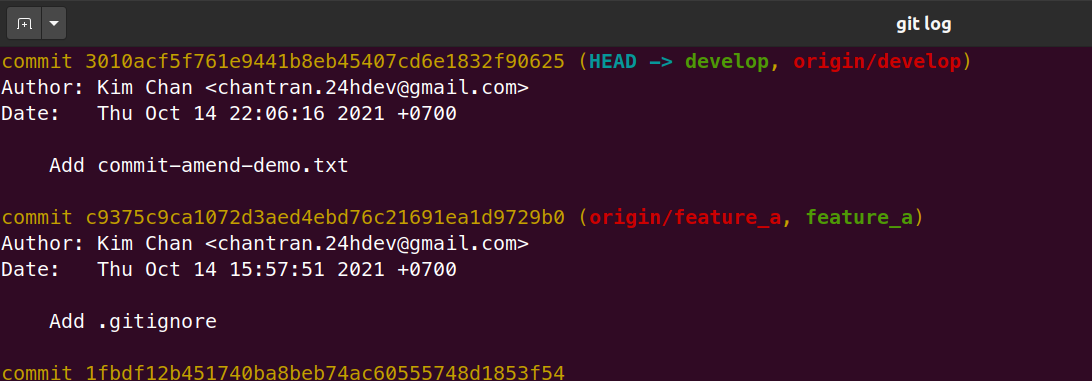 git log
commit 3010acf5f761e9441b8eb45407cd6e1832f90625 (HEAD -> develop, origin/develop)
Author: Kim Chan <chantran.24hdev@gmail.com>
Date:   Thu Oct 14 22:06:16 2021 +0700
    Add commit-amend-demo.txt
commit c9375c9ca1072d3aed4ebd76c21691ea1d9729b0 (origin/feature_a, feature_a)
Author: Kim Chan <chantran.24hdev@gmail.com>
Date:   Thu Oct 14 15:57:51 2021 +0700
    Add .gitignore
commit 1fbdf12b451740ba8beb74ac60555748d1853f54